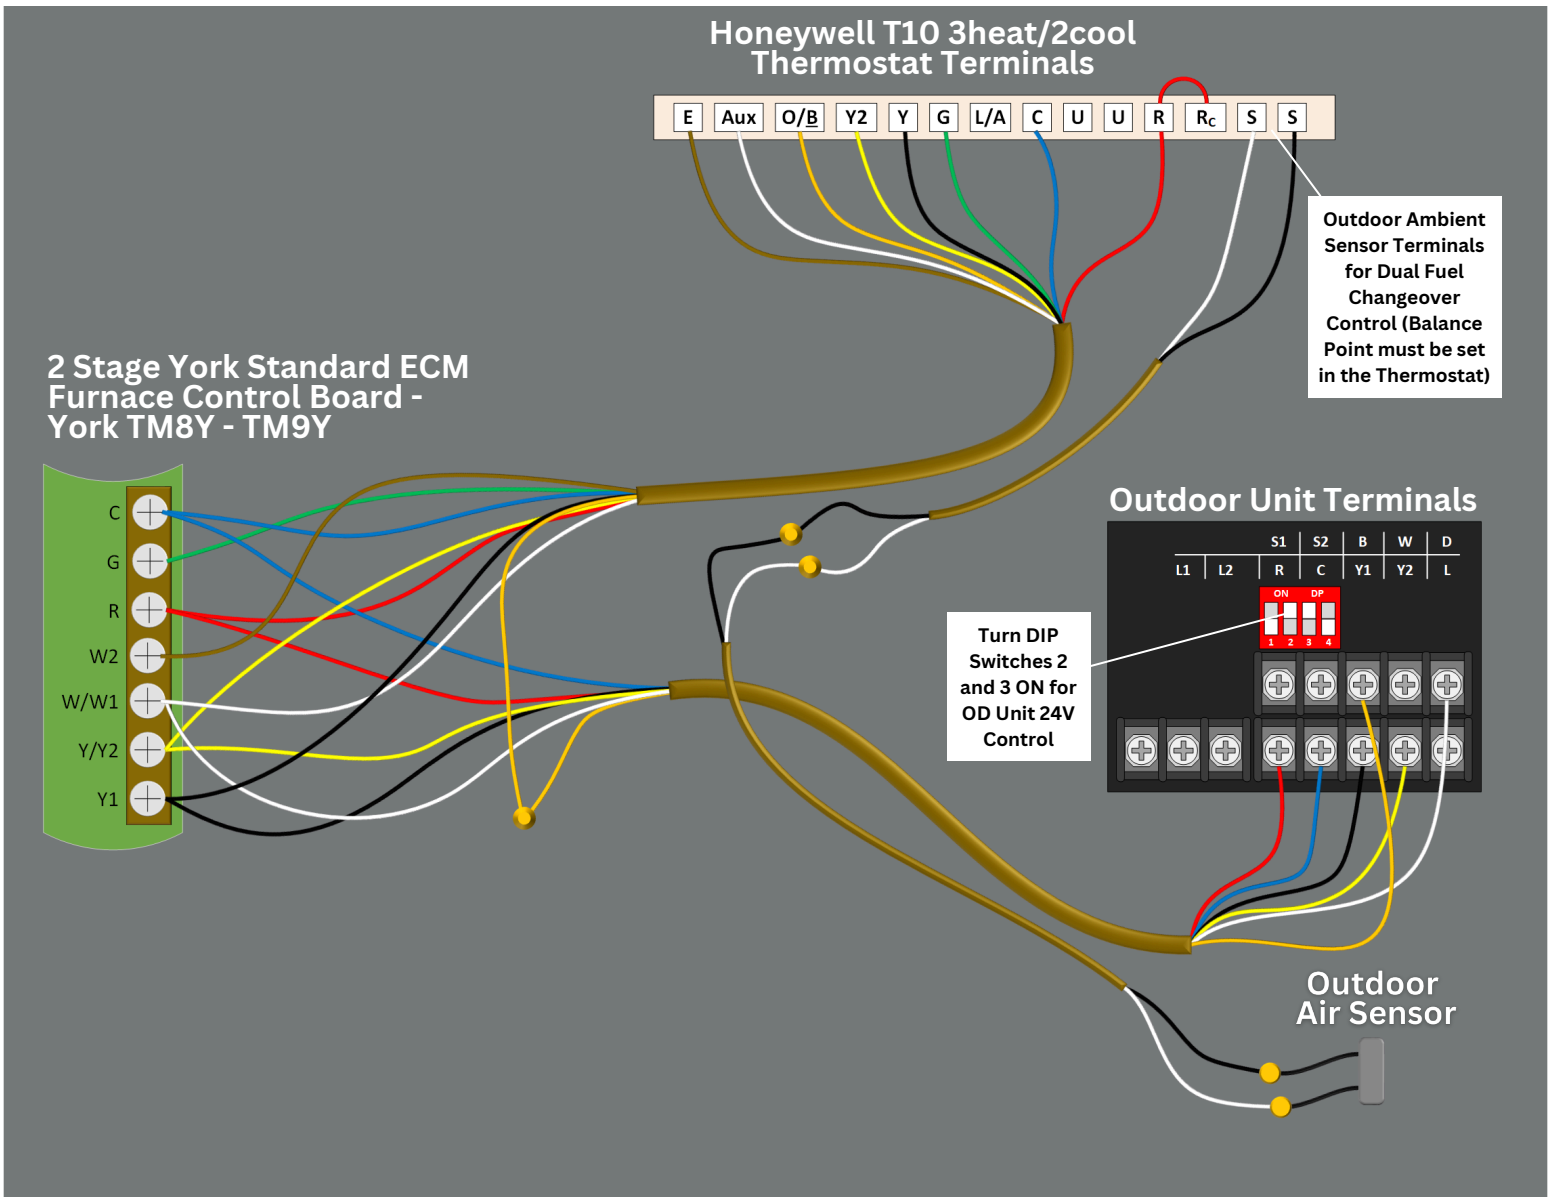 Honeywell T10 3heat/2cool
Thermostat Terminals
E Aux O/B Y2 Y G L/A C U U R RC S S
Outdoor Ambient
Sensor Terminals
for Dual Fuel
Changeover
Control (Balance
Point must be set
in the Thermostat)
2 Stage York Standard ECM
Furnace Control Board -
York TM8Y - TM9Y
C
G
R
W2
W/W1
Y/Y2
Y1
Outdoor Unit Terminals
S1 S2 B W D
L1 L2 R C Y1 Y2 L
ON DP
1 2 3 4
Turn DIP
Switches 2
and 3 ON for
OD Unit 24V
Control
Outdoor
Air Sensor